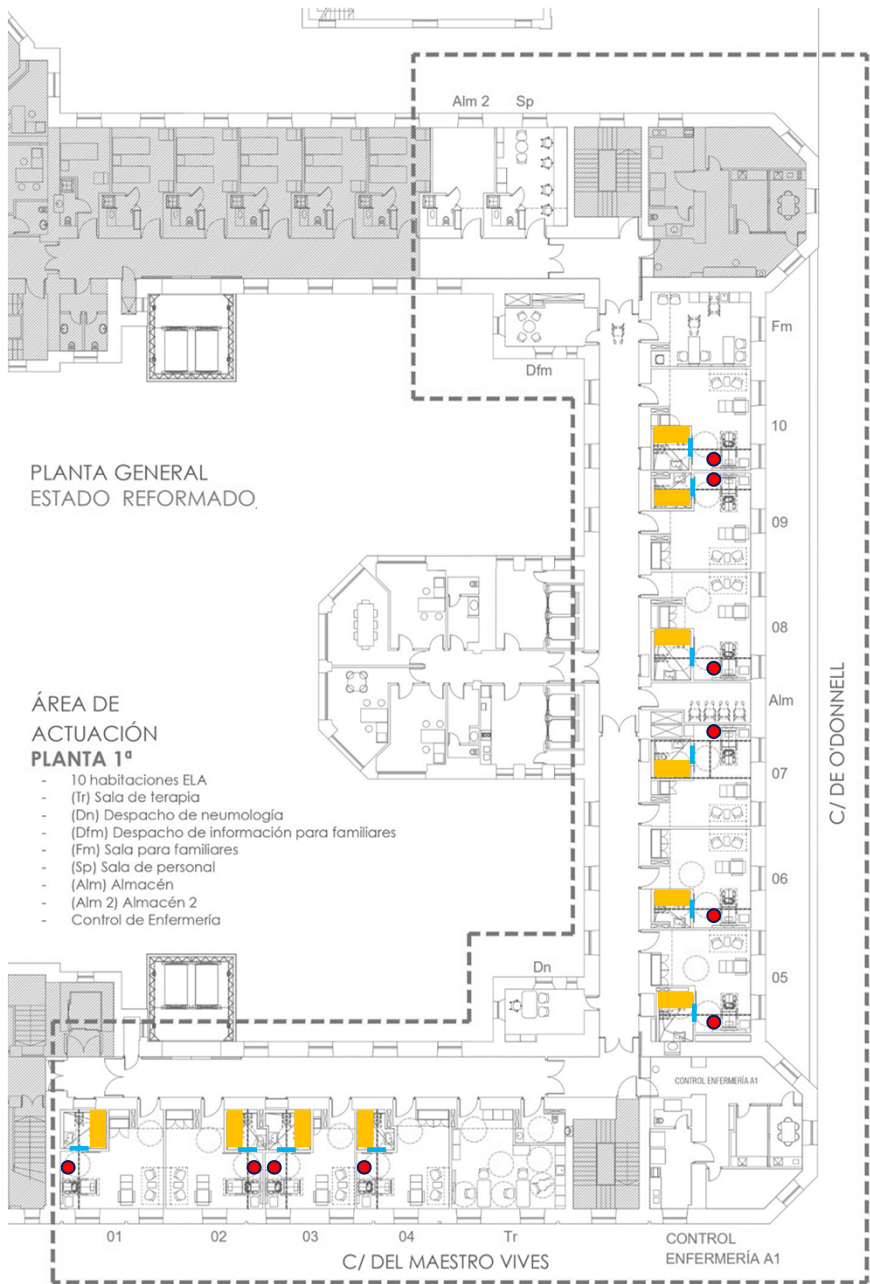 Alm 2 Sp
Fm
Dfm
10
PLANTA GENERAL
ESTADO REFORMADO
09
08
ÁREA DE
ACTUACIÓN
PLANTA 1ª
- 10 habitaciones ELA
- (Tr) Sala de terapia
- (Dn) Despacho de neumología
- (Dfm) Despacho de información para familiares
- (Fm) Sala para familiares
- (Sp) Sala de personal
- (Alm) Almacén
- (Alm 2) Almacén 2
- Control de Enfermería
Alm
07
C/ DE O'DONNELL
06
05
Dn
CONTROL ENFERMERÍA A1
01 02 03 04 Tr
C/ DEL MAESTRO VIVES
CONTROL
ENFERMERÍA A1